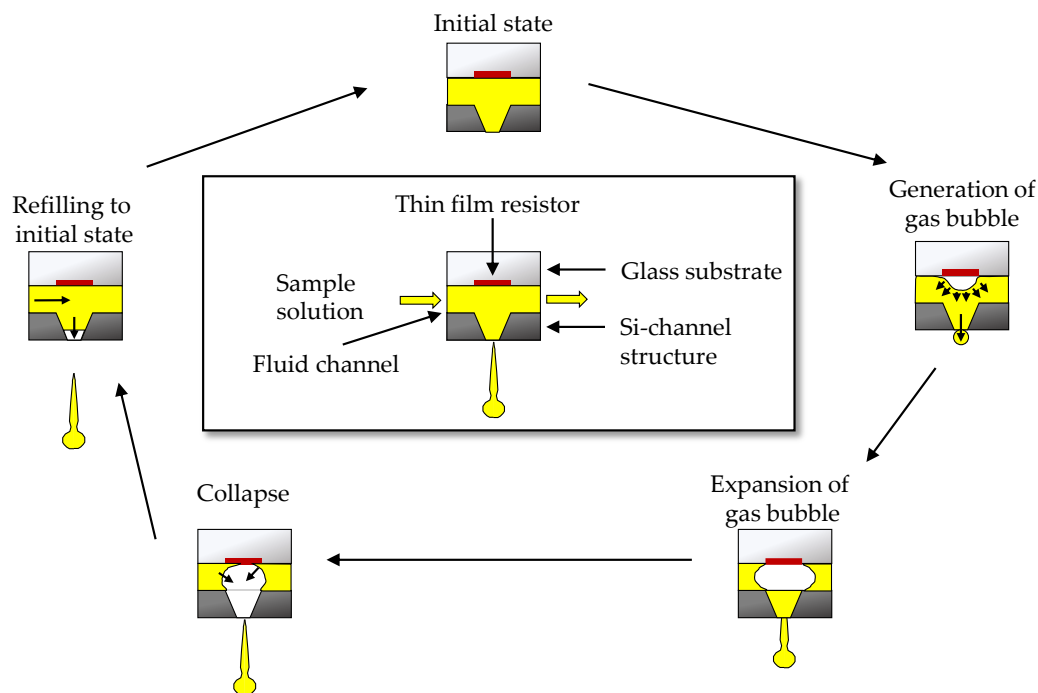 Initial state
Generation of
gas bubble
Expansion of
gas bubble
Collapse
Refilling to
initial state
Thin film resistor
Glass substrate
Sample
solution
Si-channel
structure
Fluid channel